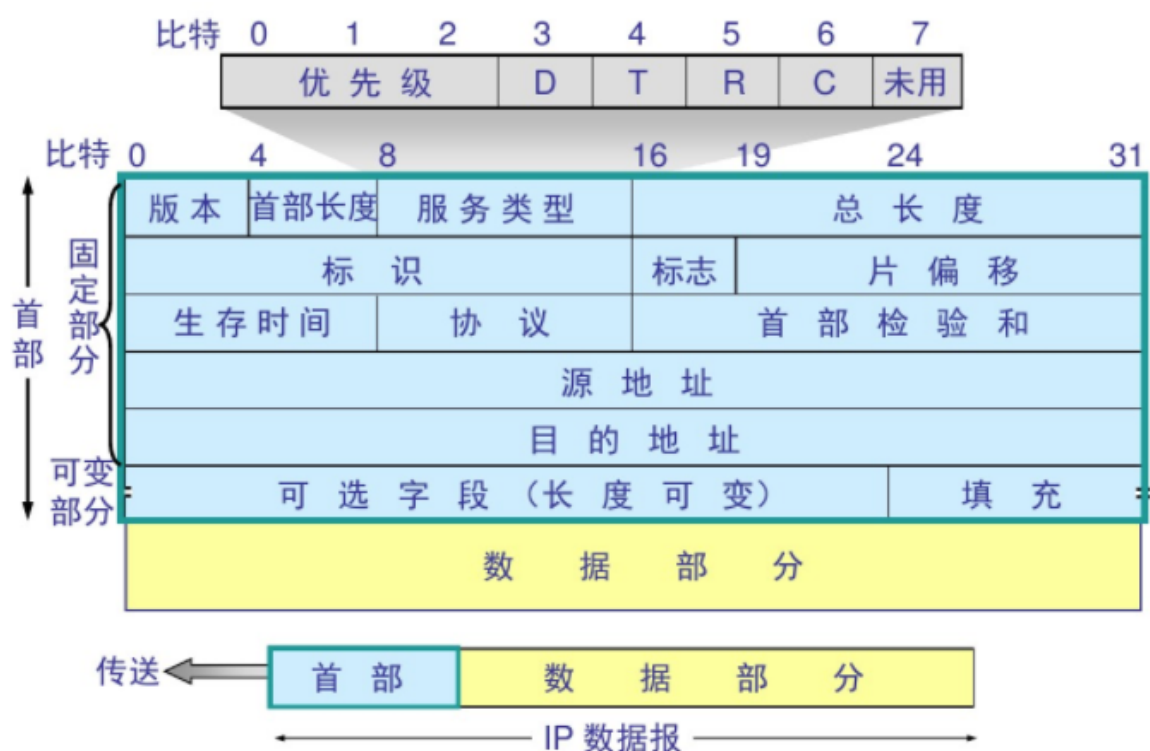 比特 0 1 2 3 4 5 6 7
优先级 D T R C 未用
比特 0 4 8 16 19 24 31
版本 首部长度 服务类型 总长度
标识 标志 片偏移
生存时间 协议 首部检验和
源地址
目的地址
可选字段（长度可变） 填充
数据部分
首部
固定部分
可变
部分
传送 首部 数据部分
IP 数据报